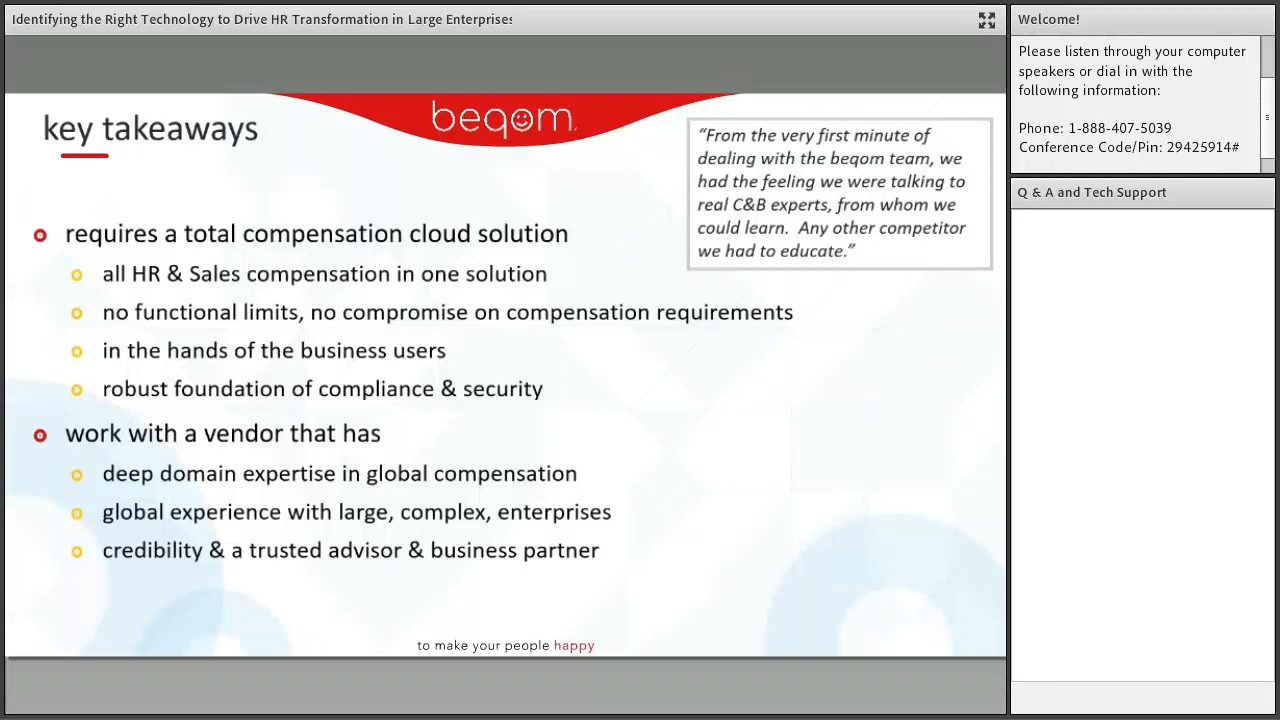 Identifying the Right Technology to Drive HR Transformation in Large Enterprises
key takeaways
beqom.
"From the very first minute of
dealing with the beqom team, we
had the feeling we were talking to
real C&B experts, from whom we
could learn.  Any other competitor
we had to educate."
requires a total compensation cloud solution
all HR & Sales compensation in one solution
no functional limits, no compromise on compensation requirements
in the hands of the business users
robust foundation of compliance & security
work with a vendor that has
deep domain expertise in global compensation
global experience with large, complex, enterprises
credibility & a trusted advisor & business partner
to make your people happy
Welcome!
Please listen through your computer
speakers or dial in with the
following information:
Phone: 1-888-407-5039
Conference Code/Pin: 29425914#
Q & A and Tech Support